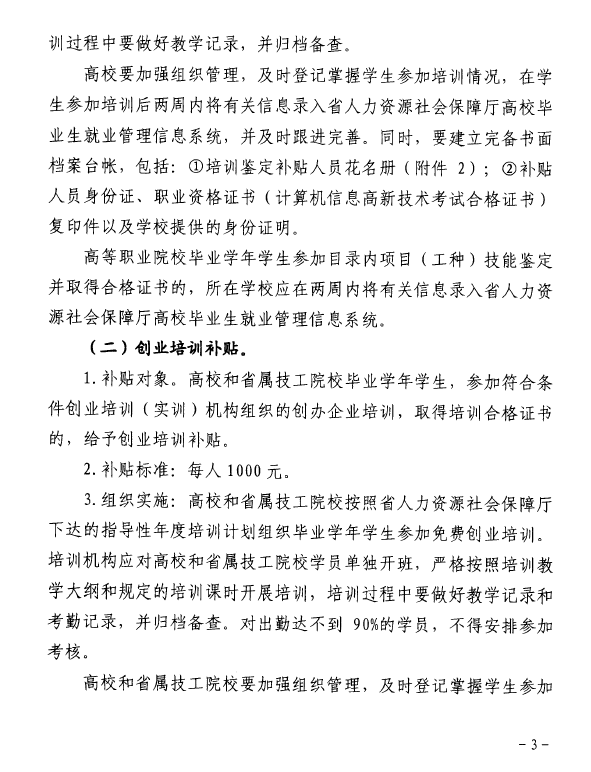 训过程中要做好教学记录，并归档备查。
高校要加强组织管理，及时登记掌握学生参加培训情况，在学
生参加培训后两周内将有关信息录入省人力资源社会保障厅高校毕
业生就业管理信息系统，并及时跟进完善。同时，要建立完备书面
档案台帐，包括：①培训鉴定补贴人员花名册（附件 2）；②补贴
人员身份证、职业资格证书（计算机信息高新技术考试合格证书）
复印件以及学校提供的身份证明。
高等职业院校毕业学年学生参加目录内项目（工种）技能鉴定
并取得合格证书的，所在学校应在两周内将有关信息录入省人力资
源社会保障厅高校毕业生就业管理信息系统。
（二）创业培训补贴。
1.补贴对象。高校和省属技工院校毕业学年学生，参加符合条
件创业培训（实训）机构组织的创办企业培训，取得培训合格证书
的，给予创业培训补贴。
2.补贴标准：每人 1000 元。
3.组织实施：高校和省属技工院校按照省人力资源社会保障厅
下达的指导性年度培训计划组织毕业学年学生参加免费创业培训。
培训机构应对高校和省属技工院校学员单独开班，严格按照培训教
学大纲和规定的培训课时开展培训，培训过程中要做好教学记录和
考勤记录，并归档备查。对出勤达不到 90%的学员，不得安排参加
考核。
高校和省属技工院校要加强组织管理，及时登记掌握学生参加
－3－